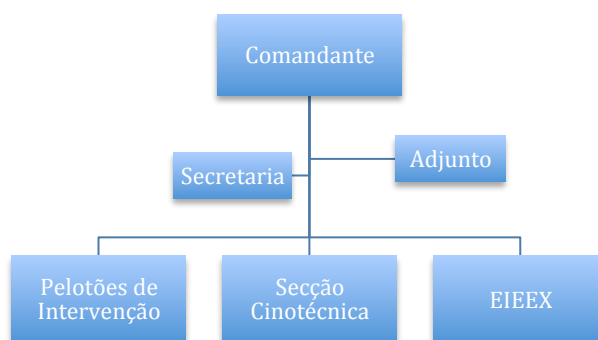 Comandante
Adjunto
Secretaria
Pelotões de
Intervenção
Secção
Cinotécnica
EIEEX